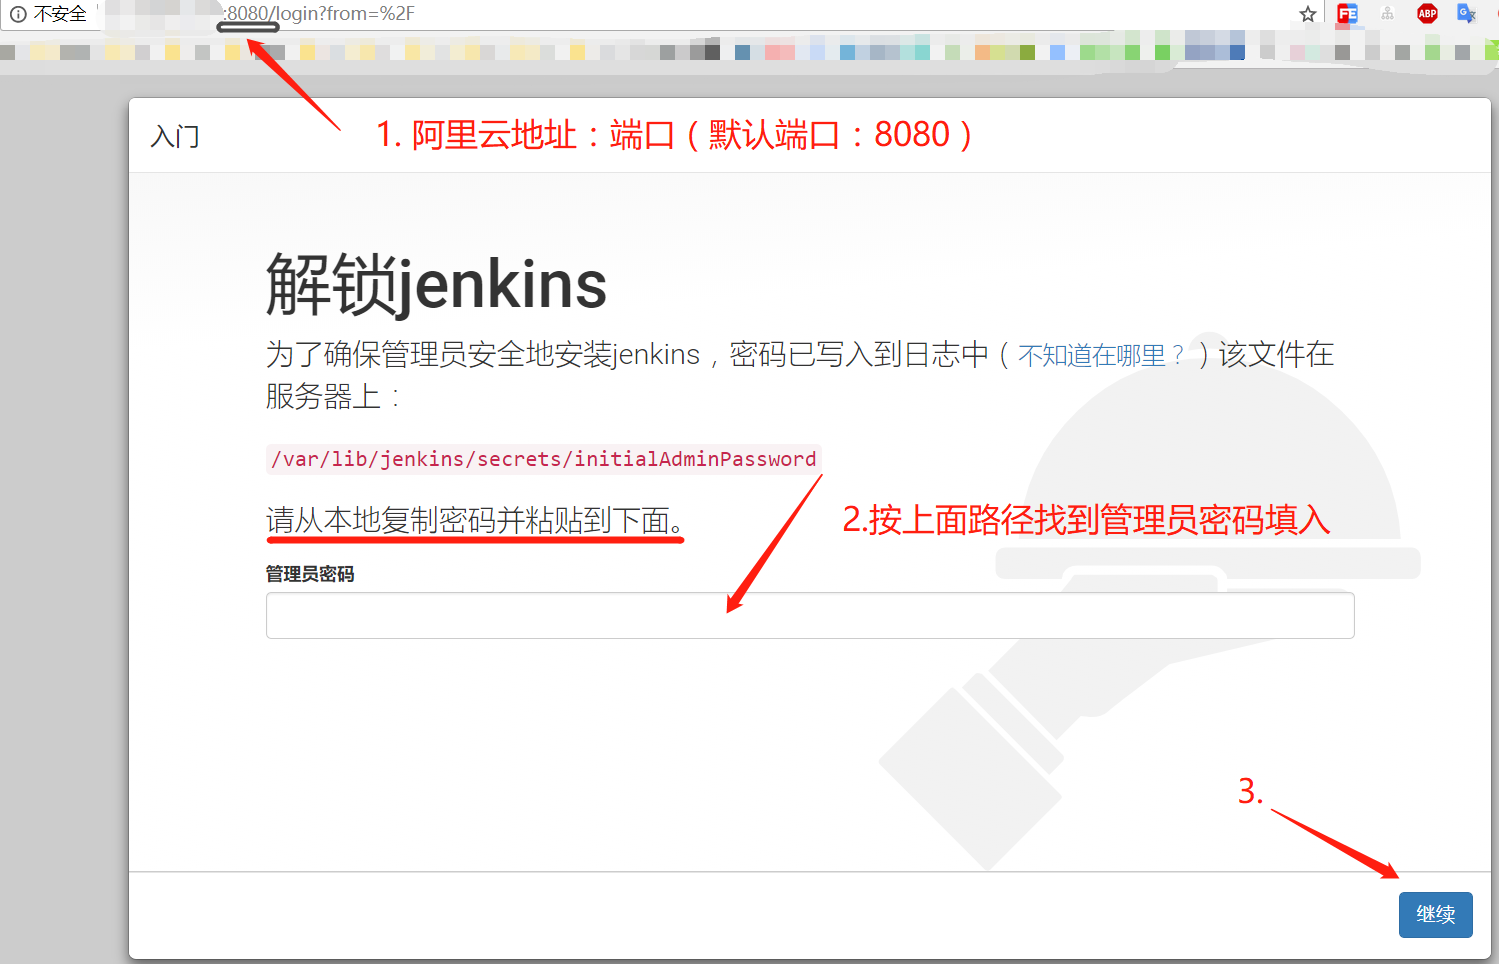 不安全
:8080/login?from=%2F
FE
ABP
G
入门
1. 阿里云地址：端口（默认端口：8080）
解锁jenkins
为了确保管理员安全地安装jenkins，密码已写入到日志中（不知道在哪里？）该文件在
服务器上：
/var/lib/jenkins/secrets/initialAdminPassword
请从本地复制密码并粘贴到下面。
2.按上面路径找到管理员密码填入
管理员密码
3.
继续